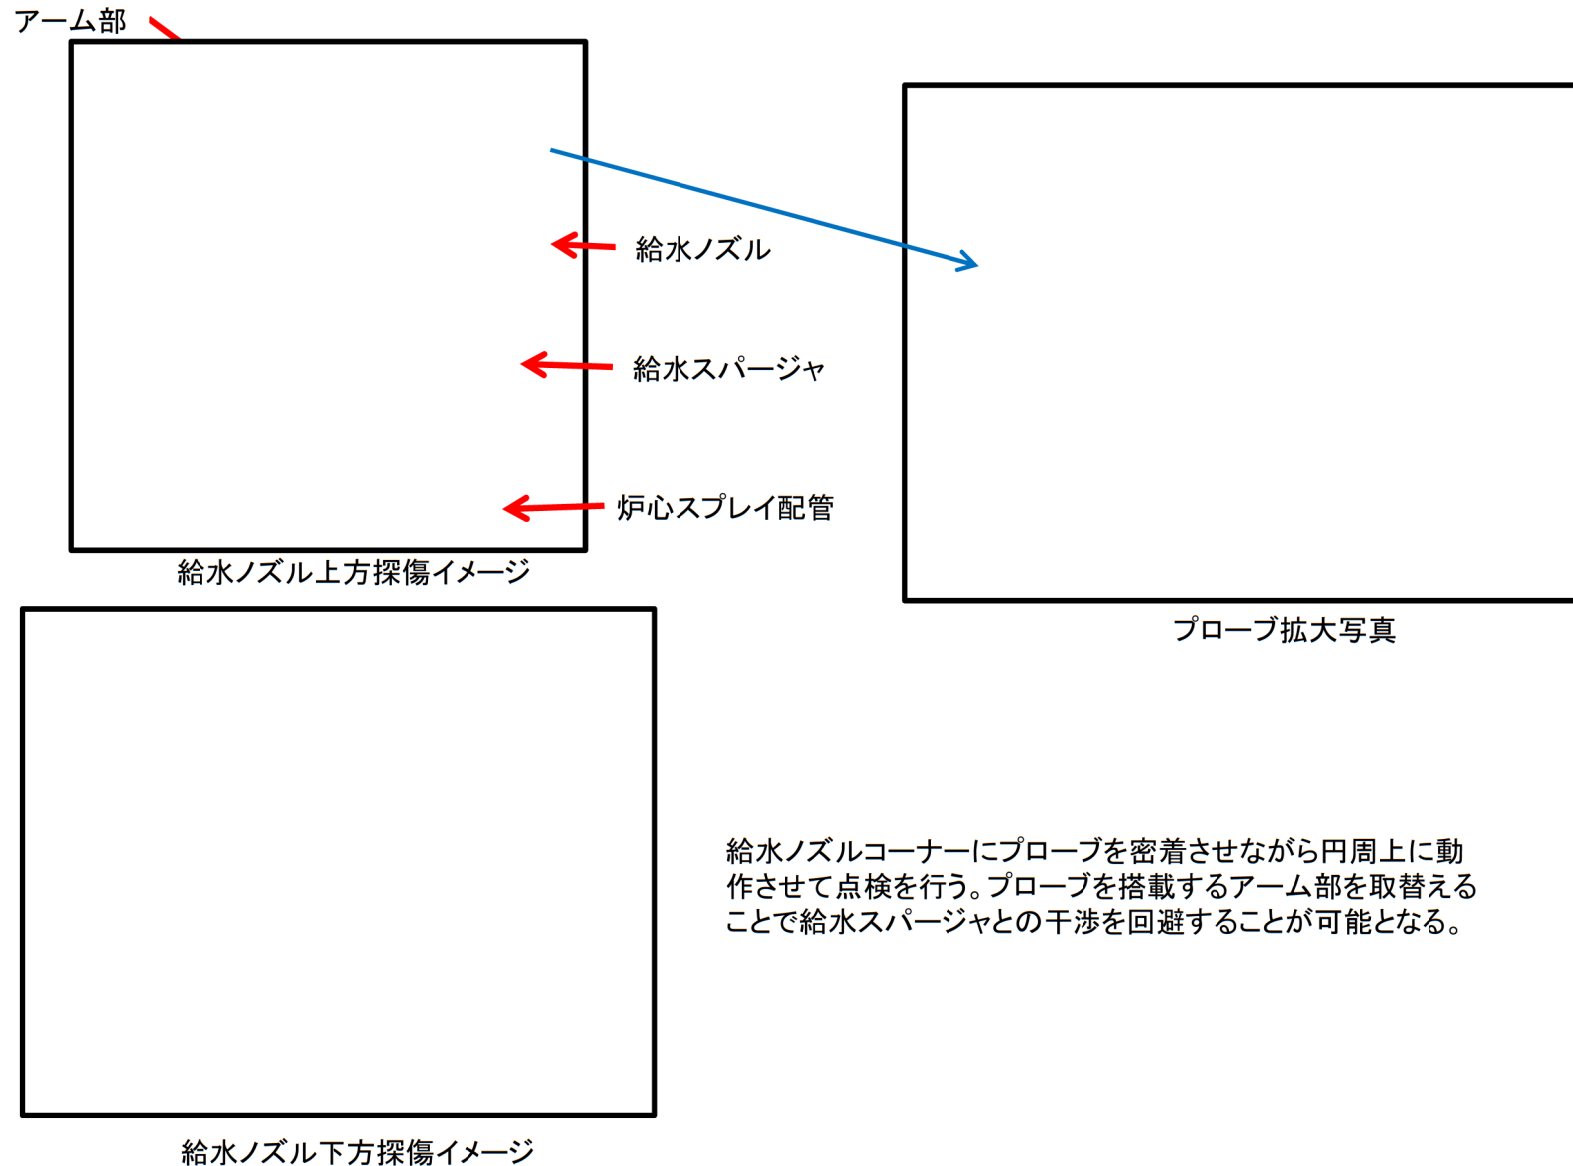 アーム部
給水ノズル
給水スパージャ
炉心スプレイ配管
給水ノズル上方探傷イメージ
プローブ拡大写真
給水ノズルコーナーにプローブを密着させながら円周上に動
作させて点検を行う。プローブを搭載するアーム部を取替える
ことで給水スパージャとの干渉を回避することが可能となる。
給水ノズル下方探傷イメージ